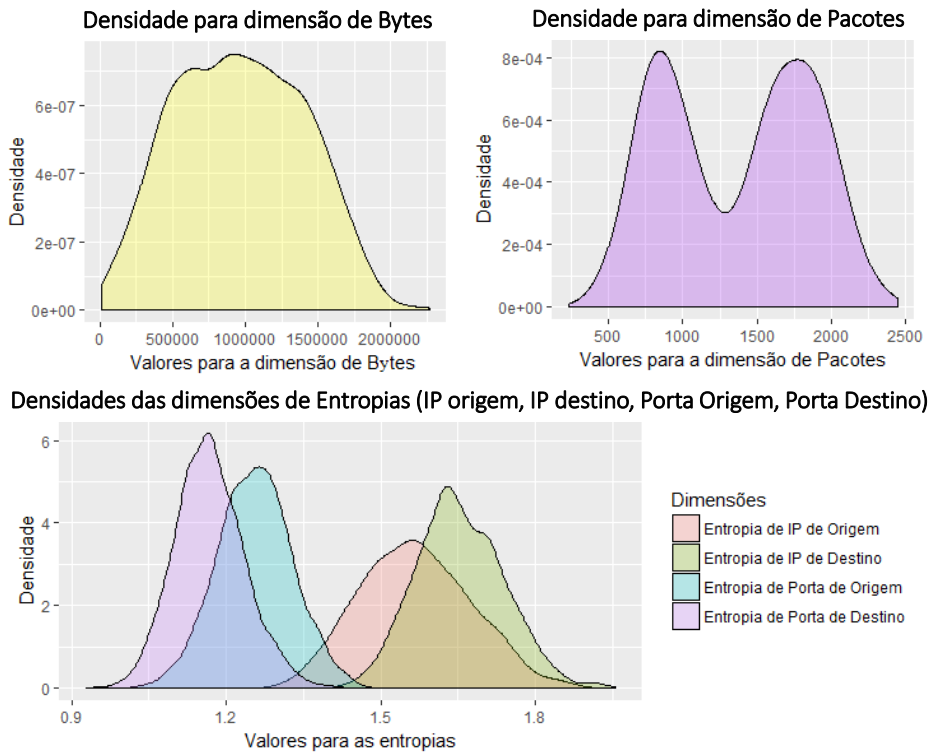 Densidade para dimensão de Bytes
Densidade
6e-07
4e-07
2e-07
0e+00
0
500000
1000000
1500000
2000000
Valores para a dimensão de Bytes
Densidade para dimensão de Pacotes
Densidade
8e-04
6e-04
4e-04
2e-04
0e+00
500
1000
1500
2000
2500
Valores para a dimensão de Pacotes
Densidades das dimensões de Entropias (IP origem, IP destino, Porta Origem, Porta Destino)
Densidade
6
4
2
0
0.9
1.2
1.5
1.8
Valores para as entropias
Dimensões
Entropia de IP de Origem
Entropia de IP de Destino
Entropia de Porta de Origem
Entropia de Porta de Destino